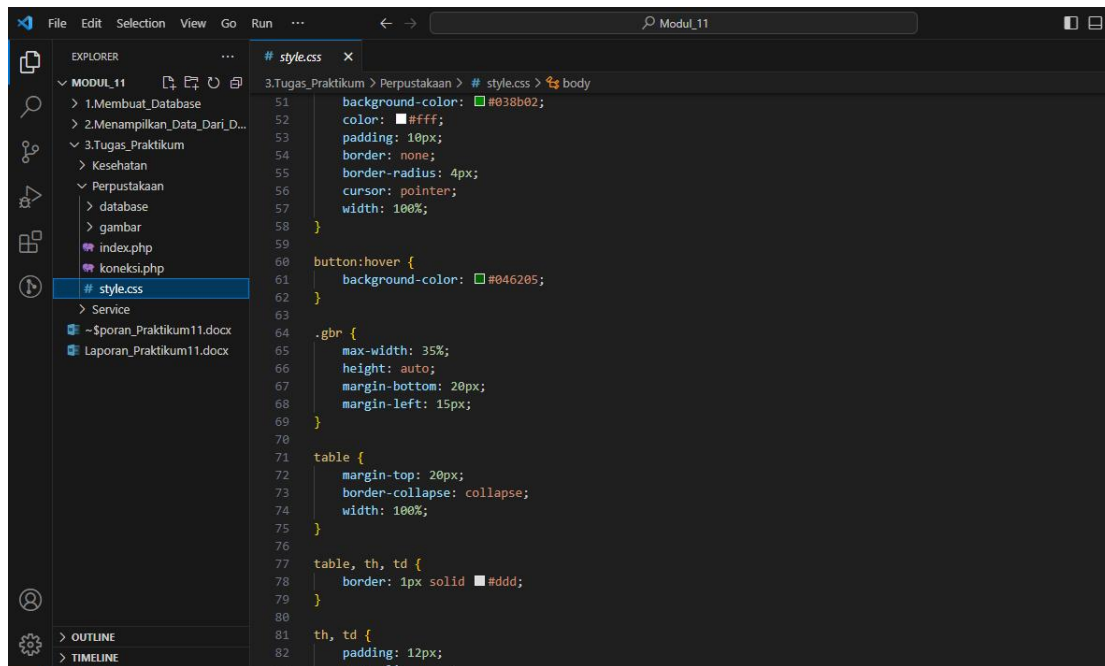 File Edit Selection View Go Run ... Modul_11
EXPLORER ...
MODUL_11
1.Membuat_Database
2.Menampilkan_Data_Dari_D...
3.Tugas_Praktikum
Kesehatan
Perpustakaan
database
gambar
index.php
koneksi.php
# style.css
Service
~$poran_Praktikum11.docx
Laporan_Praktikum11.docx
OUTLINE
TIMELINE
# style.css
3.Tugas_Praktikum > Perpustakaan > # style.css > body
51 background-color: #038b02;
52 color: #fff;
53 padding: 10px;
54 border: none;
55 border-radius: 4px;
56 cursor: pointer;
57 width: 100%;
58 }
59
60 button:hover {
61 background-color: #046205;
62 }
63
64 .gbr {
65 max-width: 35%;
66 height: auto;
67 margin-bottom: 20px;
68 margin-left: 15px;
69 }
70
71 table {
72 margin-top: 20px;
73 border-collapse: collapse;
74 width: 100%;
75 }
76
77 table, th, td {
78 border: 1px solid #ddd;
79 }
80
81 th, td {
82 padding: 12px;